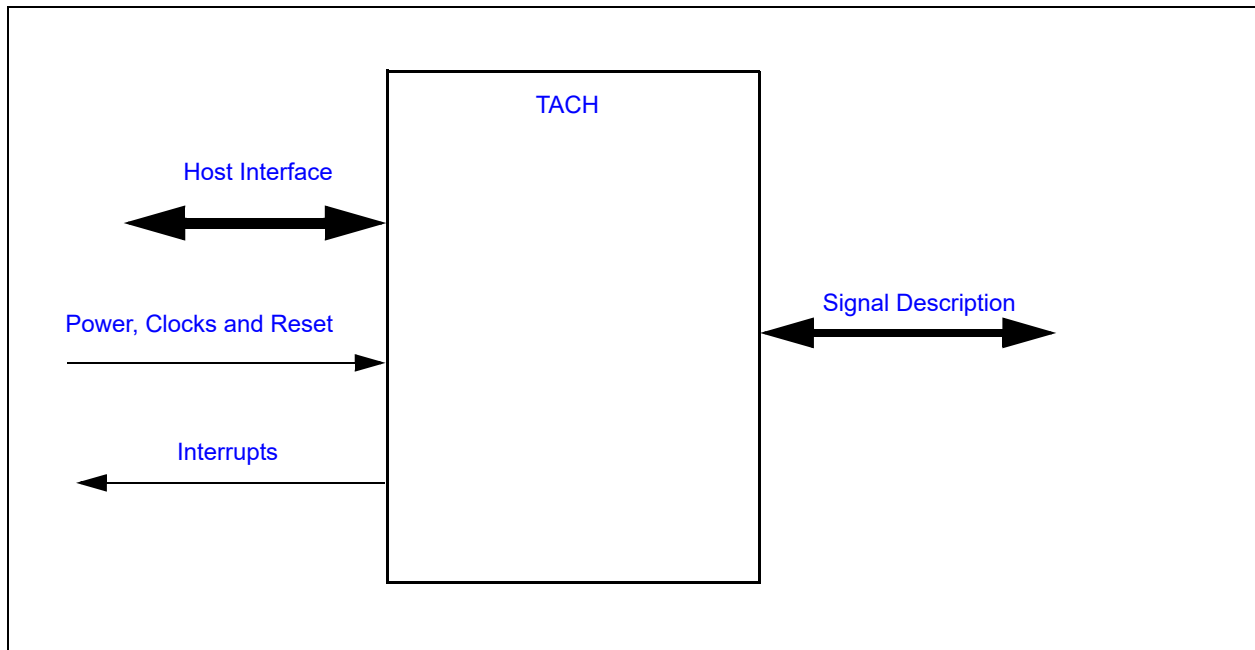 TACH
Host Interface
Signal Description
Power, Clocks and Reset
Interrupts